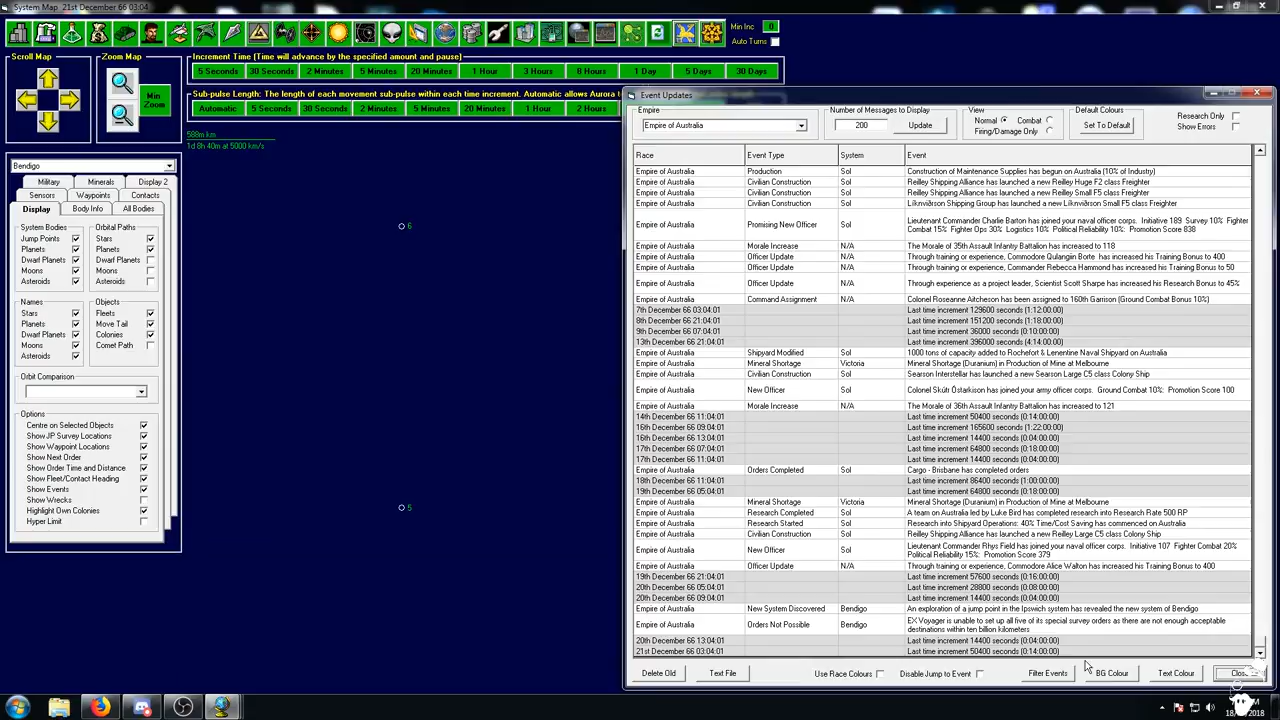 System Map  21st December 66 03:04
Min Inc
0
Auto Turns
Scroll Map
Zoom Map
Min
Zoom
Increment Time (Time will advance by the specified amount and pause)
5 Seconds
30 Seconds
2 Minutes
5 Minutes
20 Minutes
1 Hour
3 Hours
8 Hours
1 Day
5 Days
30 Days
Sub-pulse Length: The length of each movement sub-pulse within each time increment. Automatic allows Aurora to
Automatic
5 Seconds
30 Seconds
2 Minutes
5 Minutes
20 Minutes
1 Hour
2 Hours
588m km
1d 8h 40m at 5000 km/s
Bendigo
Military
Minerals
Display 2
Sensors
Waypoints
Contacts
Display
Body Info
All Bodies
System Bodies
Jump Points
Planets
Dwarf Planets
Moons
Asteroids
Orbital Paths
Stars
Planets
Dwarf Planets
Moons
Asteroids
Names
Stars
Planets
Dwarf Planets
Moons
Asteroids
Objects
Fleets
Move Tail
Colonies
Comet Path
Orbit Comparison
Options
Centre on Selected Objects
Show JP Survey Locations
Show Waypoint Locations
Show Next Order
Show Order Time and Distance
Show Fleet/Contact Heading
Show Events
Show Wrecks
Highlight Own Colonies
Hyper Limit
6
5
Event Updates
Empire
Empire of Australia
Number of Messages to Display
200
Update
View
Normal
Combat
Firing/Damage Only
Default Colours
Set To Default
Research Only
Show Errors
Race  Event Type  System  Event
Empire of Australia  Production  Sol  Construction of Maintenance Supplies has begun on Australia (10% of Industry)
Empire of Australia  Civilian Construction  Sol  Reilley Shipping Alliance has launched a new Reilley Huge F2 class Freighter
Empire of Australia  Civilian Construction  Sol  Reilley Shipping Alliance has launched a new Reilley Small F5 class Freighter
Empire of Australia  Civilian Construction  Sol  Líknviðrson Shipping Group has launched a new Líknviðrson Small F5 class Freighter
Empire of Australia  Promising New Officer  Sol  Lieutenant Commander Charlie Barton has joined your naval officer corps.  Initiative 189  Survey 10%  Fighter
Combat 15%  Fighter Ops 30%  Logistics 10%  Political Reliability 10%:  Promotion Score 838
Empire of Australia  Morale Increase  N/A  The Morale of 35th Assault Infantry Battalion has increased to 118
Empire of Australia  Officer Update  N/A  Through training or experience, Commodore Qulangiin Borte  has increased his Training Bonus to 400
Empire of Australia  Officer Update  N/A  Through training or experience, Commander Rebecca Hammond has increased his Training Bonus to 50
Empire of Australia  Officer Update  N/A  Through experience as a project leader, Scientist Scott Sharpe has increased his Research Bonus to 45%
Empire of Australia  Command Assignment  N/A  Colonel Roseanne Aitcheson has been assigned to 160th Garrison (Ground Combat Bonus 10%)
7th December 66 03:04:01  Last time increment 129600 seconds (1:12:00:00)
8th December 66 21:04:01  Last time increment 151200 seconds (1:18:00:00)
9th December 66 07:04:01  Last time increment 36000 seconds (0:10:00:00)
13th December 66 21:04:01  Last time increment 396000 seconds (4:14:00:00)
Empire of Australia  Shipyard Modified  Sol  1000 tons of capacity added to Rochefort & Lenentine Naval Shipyard on Australia
Empire of Australia  Mineral Shortage  Victoria  Mineral Shortage (Duranium) in Production of Mine at Melbourne
Empire of Australia  Civilian Construction  Sol  Searson Interstellar has launched a new Searson Large C5 class Colony Ship
Empire of Australia  New Officer  Sol  Colonel Skútr Óstarkison has joined your army officer corps.  Ground Combat 10%:  Promotion Score 100
Empire of Australia  Morale Increase  N/A  The Morale of 36th Assault Infantry Battalion has increased to 121
14th December 66 11:04:01  Last time increment 50400 seconds (0:14:00:00)
16th December 66 09:04:01  Last time increment 165600 seconds (1:22:00:00)
16th December 66 13:04:01  Last time increment 14400 seconds (0:04:00:00)
17th December 66 07:04:01  Last time increment 64800 seconds (0:18:00:00)
17th December 66 11:04:01  Last time increment 14400 seconds (0:04:00:00)
Empire of Australia  Orders Completed  Sol  Cargo - Brisbane has completed orders
18th December 66 11:04:01  Last time increment 86400 seconds (1:00:00:00)
19th December 66 05:04:01  Last time increment 64800 seconds (0:18:00:00)
Empire of Australia  Mineral Shortage  Victoria  Mineral Shortage (Duranium) in Production of Mine at Melbourne
Empire of Australia  Research Completed  Sol  A team on Australia led by Luke Bird has completed research into Research Rate 500 RP
Empire of Australia  Research Started  Sol  Research into Shipyard Operations: 40% Time/Cost Saving has commenced on Australia
Empire of Australia  Civilian Construction  Sol  Reilley Shipping Alliance has launched a new Reilley Large C5 class Colony Ship
Empire of Australia  New Officer  Sol  Lieutenant Commander Rhys Field has joined your naval officer corps.  Initiative 107  Fighter Combat 20%
Political Reliability 15%:  Promotion Score 379
Empire of Australia  Officer Update  N/A  Through training or experience, Commodore Alice Walton has increased his Training Bonus to 400
19th December 66 21:04:01  Last time increment 57600 seconds (0:16:00:00)
20th December 66 05:04:01  Last time increment 28800 seconds (0:08:00:00)
20th December 66 09:04:01  Last time increment 14400 seconds (0:04:00:00)
Empire of Australia  New System Discovered  Bendigo  An exploration of a jump point in the Ipswich system has revealed the new system of Bendigo
Empire of Australia  Orders Not Possible  Bendigo  EX Voyager is unable to set up all five of its special survey orders as there are not enough acceptable
destinations within ten billion kilometers
20th December 66 13:04:01  Last time increment 14400 seconds (0:04:00:00)
21st December 66 03:04:01  Last time increment 50400 seconds (0:14:00:00)
Delete Old
Text File
Use Race Colours
Disable Jump to Event
Filter Events
BG Colour
Text Colour